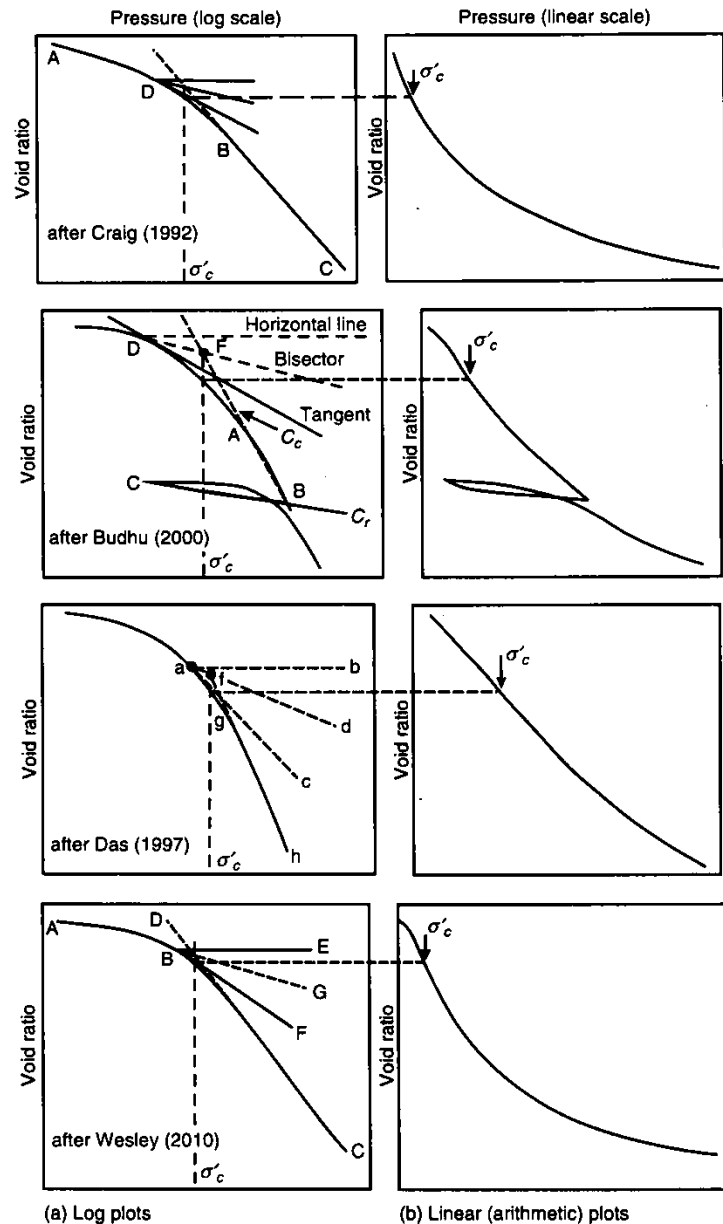 Pressure (log scale)
Pressure (linear scale)
A
D
B
C
Void ratio
after Craig (1992)
σ′c
Void ratio
σ′c
Horizontal line
D
F
Bisector
Tangent
A
Cc
C
B
Cr
Void ratio
after Budhu (2000)
σ′c
Void ratio
σ′c
a
b
f
d
g
c
h
Void ratio
after Das (1997)
σ′c
Void ratio
σ′c
A
D
B
E
G
F
C
Void ratio
after Wesley (2010)
σ′c
Void ratio
σ′c
(a) Log plots
(b) Linear (arithmetic) plots